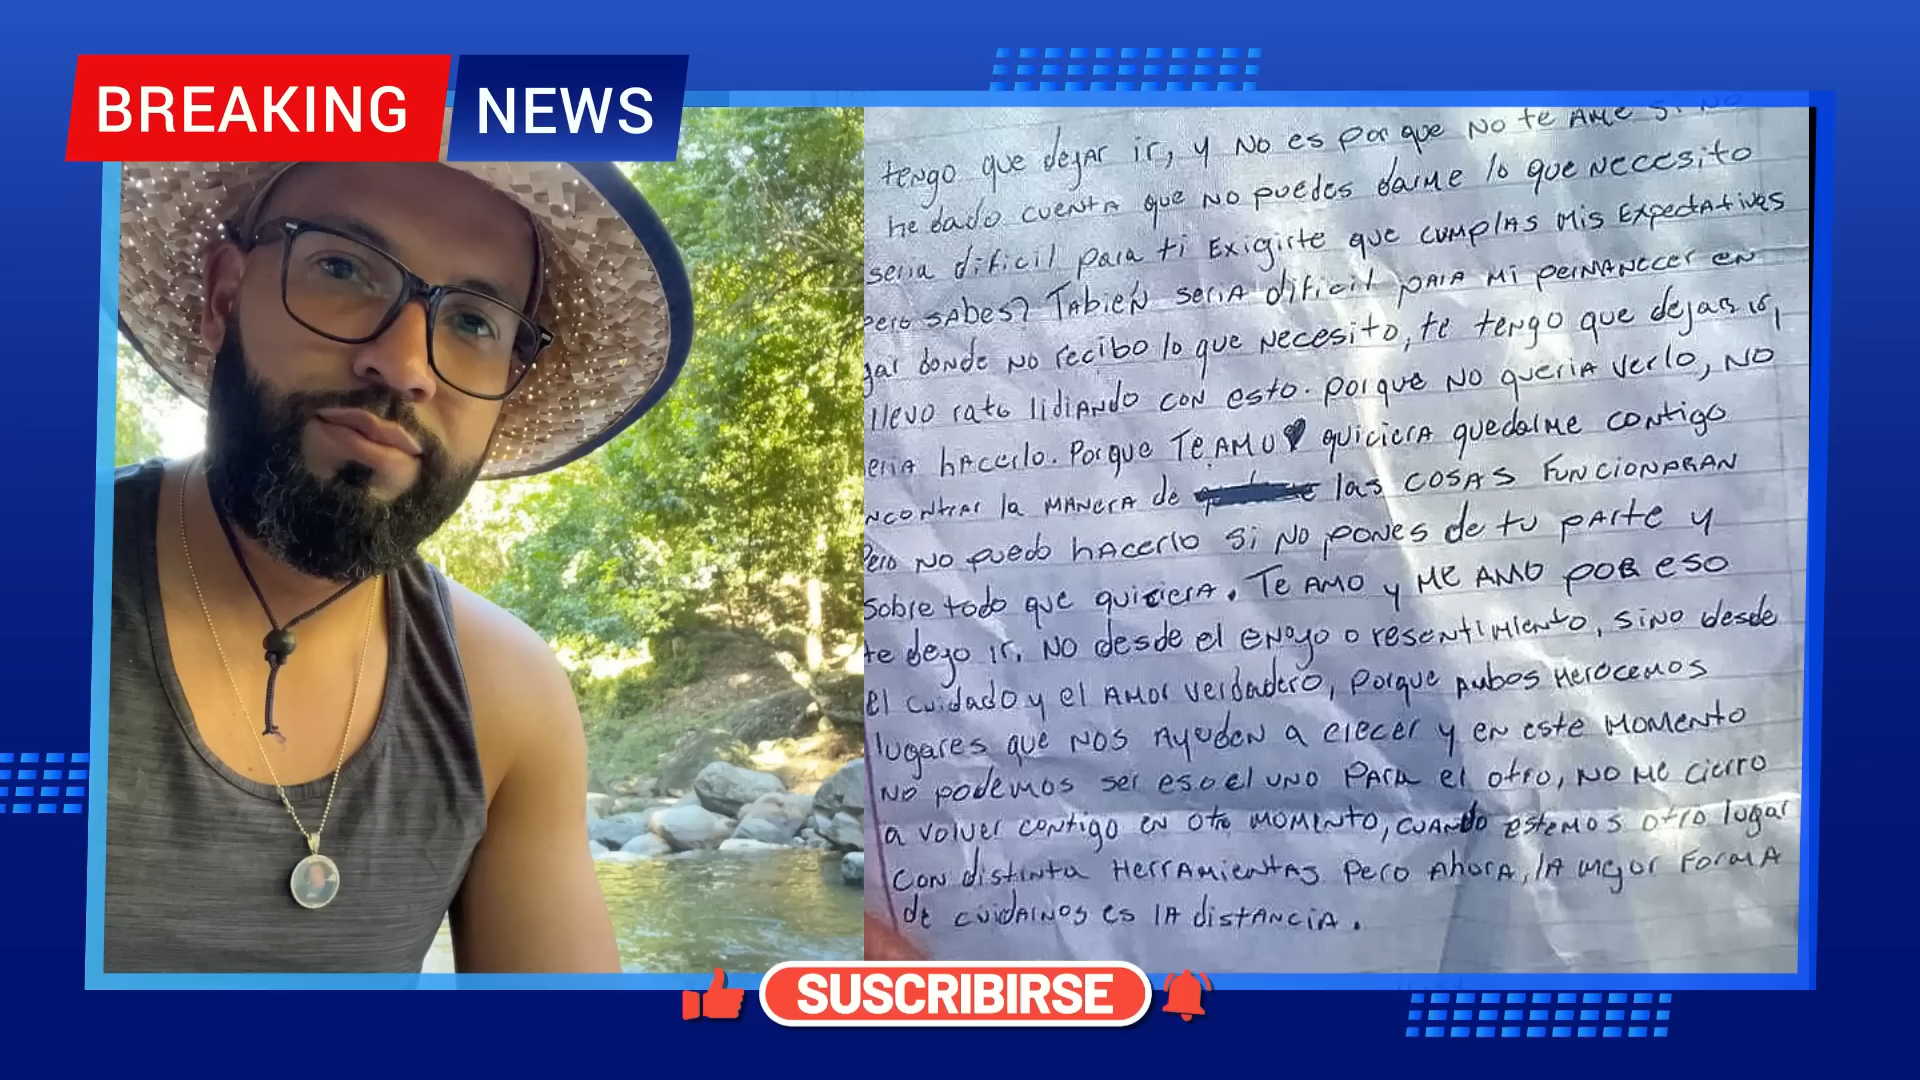 BREAKING NEWS
tengo que dejar ir, y no es porque no te ame si no
he dado cuenta que no puedes darme lo que necesito
seria dificil para ti exigirte que cumplas mis expectativas
pero sabes? Tabien seria dificil para mi permanecer en
gar donde no recibo lo que necesito, te tengo que dejar ir,
llevo rato lidiando con esto. porque no queria verlo, no
eria hacerlo. Porque TE AMO quiciera quedarme contigo
ncontrar la manera de las cosas funcionaran
Pero no puedo hacerlo si no pones de tu parte y
sobre todo que quiciera. Te amo y me amo por eso
te dejo ir. no desde el enojo o resentimiento, sino desde
el cuidado y el amor verdadero, porque ambos merecemos
lugares que nos ayuden a crecer y en este momento
no podemos ser eso el uno para el otro, no me cierro
a volver contigo en otro momento, cuando estemos otro lugar
con distinta herramientas pero ahora, la mejor forma
de cuidarnos es la distancia.
SUSCRIBIRSE